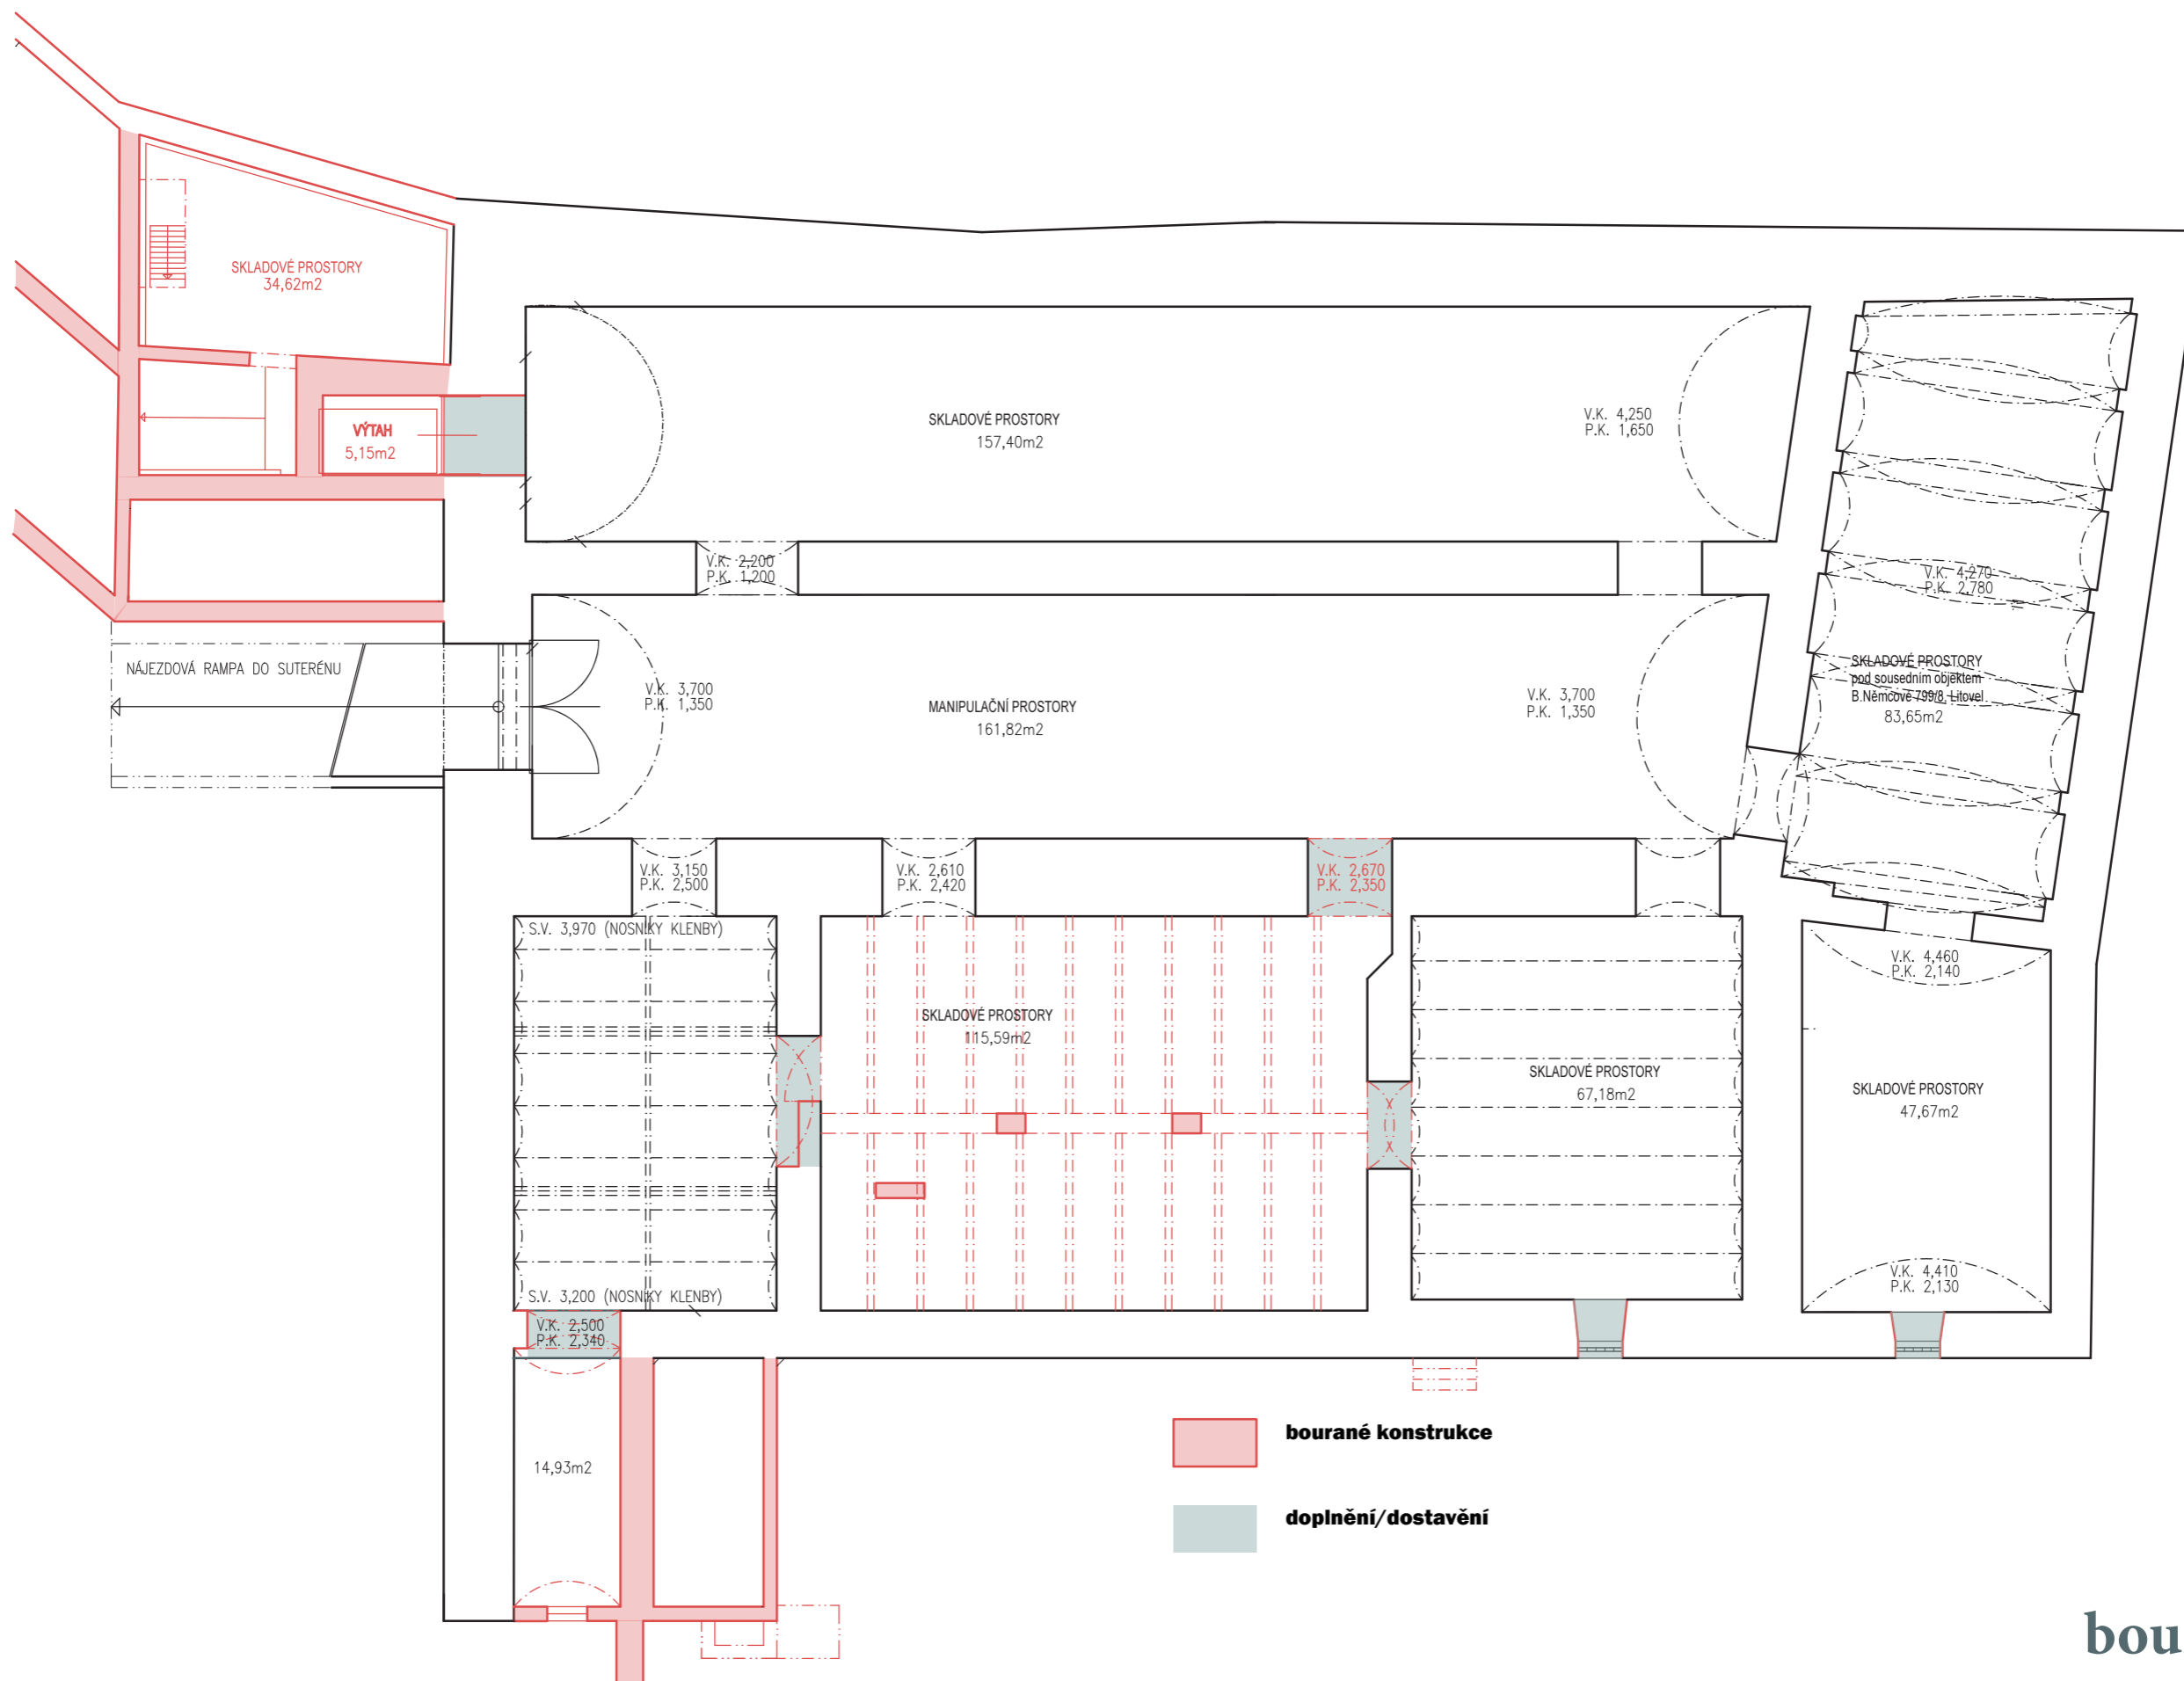 SKLADOVÉ PROSTORY
34,62m2
VÝTAH
5,15m2
SKLADOVÉ PROSTORY
157,40m2
V.K. 4,250
P.K. 1,650
V.K. 2,200
P.K. 1,200
V.K. 4,270
P.K. 2,780
NÁJEZDOVÁ RAMPA DO SUTERÉNU
V.K. 3,700
P.K. 1,350
MANIPULAČNÍ PROSTORY
161,82m2
V.K. 3,700
P.K. 1,350
SKLADOVÉ PROSTORY
pod sousedním objektem
B.Němcové 799/8, Litovel
83,65m2
V.K. 3,150
P.K. 2,500
V.K. 2,610
P.K. 2,420
V.K. 2,670
P.K. 2,350
S.V. 3,970 (NOSNÍKY KLENBY)
V.K. 4,460
P.K. 2,140
SKLADOVÉ PROSTORY
115,59m2
SKLADOVÉ PROSTORY
67,18m2
SKLADOVÉ PROSTORY
47,67m2
V.K. 4,410
P.K. 2,130
S.V. 3,200 (NOSNÍKY KLENBY)
V.K. 2,500
P.K. 2,340
14,93m2
bourané konstrukce
doplnění/dostavění
bou